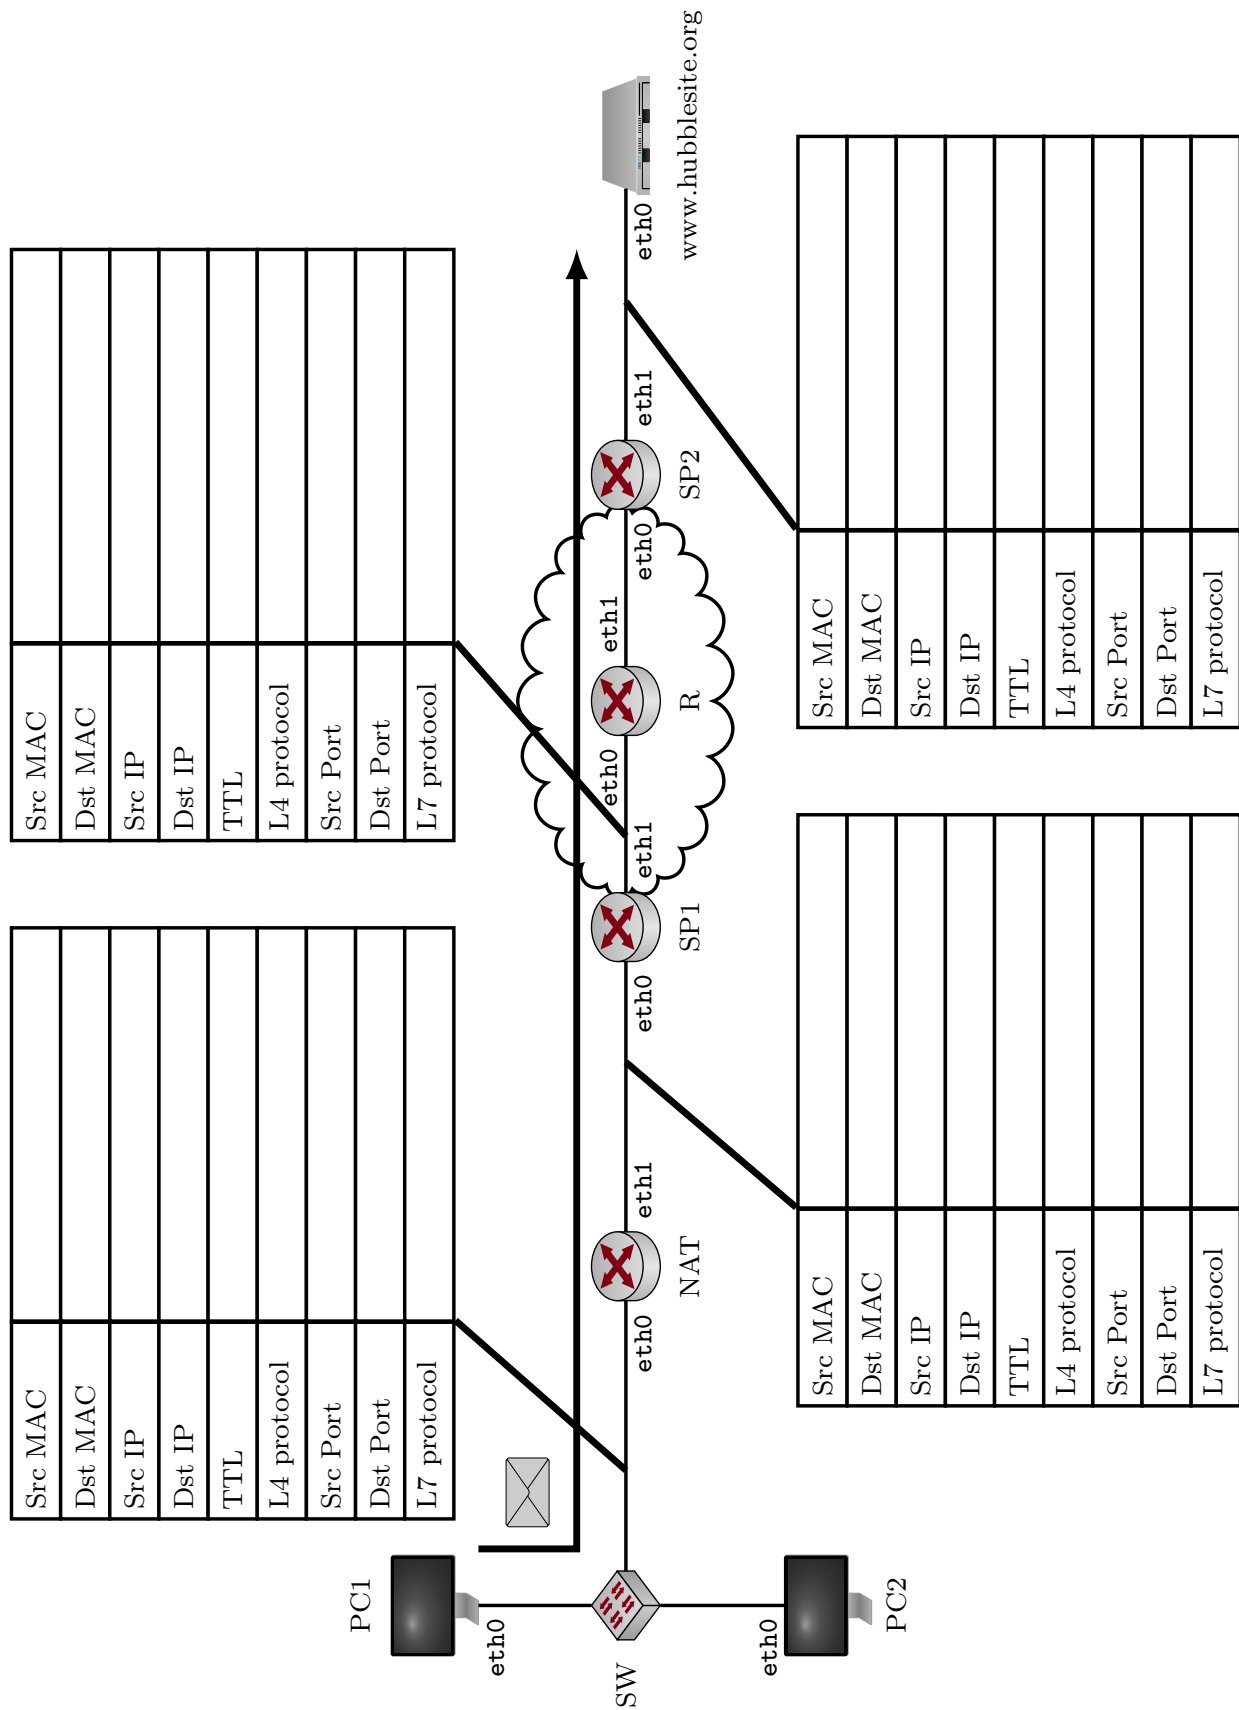 Src MAC
Dst MAC
Src IP
Dst IP
TTL
L4 protocol
Src Port
Dst Port
L7 protocol
Src MAC
Dst MAC
Src IP
Dst IP
TTL
L4 protocol
Src Port
Dst Port
L7 protocol
PC1
eth0
SW
eth0
PC2
eth0
NAT
eth1
eth0
SP1
eth1
eth0
R
eth1
eth0
SP2
eth1
eth0
www.hubblesite.org
Src MAC
Dst MAC
Src IP
Dst IP
TTL
L4 protocol
Src Port
Dst Port
L7 protocol
Src MAC
Dst MAC
Src IP
Dst IP
TTL
L4 protocol
Src Port
Dst Port
L7 protocol